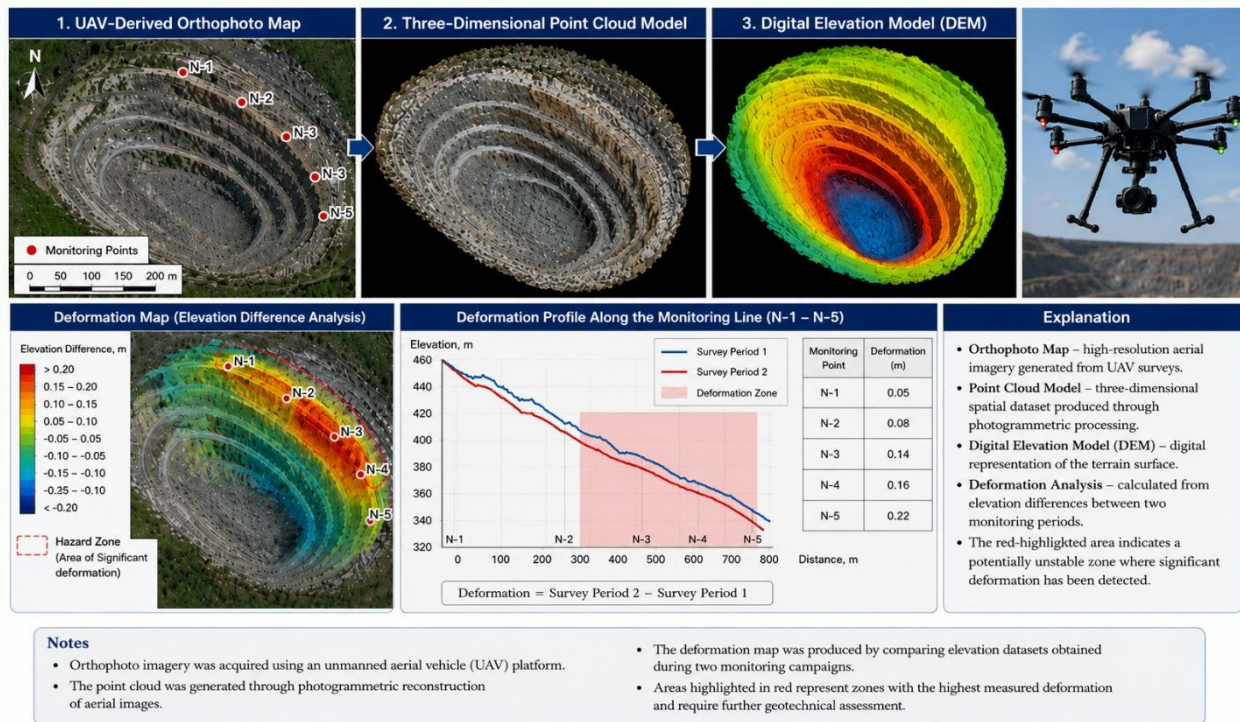 1. UAV-Derived Orthophoto Map
2. Three-Dimensional Point Cloud Model
3. Digital Elevation Model (DEM)
N
N-1
N-2
N-3
N-3
N-5
Monitoring Points
0 50 100 150 200 m
Deformation Map (Elevation Difference Analysis)
Elevation Difference, m
> 0.20
0.15 – 0.20
0.10 – 0.15
0.05 – 0.10
-0.05 – -0.05
-0.05 – 0.05
-0.15 – -0.10
-0.25 – -0.10
< -0.20
Hazard Zone
(Area of Significant
deformation)
N-1
N-2
N-3
N-4
N-5
Deformation Profile Along the Monitoring Line (N-1 – N-5)
Elevation, m
460
440
420
400
380
360
340
320
Survey Period 1
Survey Period 2
Deformation Zone
N-1 N-2 N-3 N-4 N-5
0 100 200 300 400 500 600 700 800
Distance, m
Deformation = Survey Period 2 – Survey Period 1
Monitoring Point Deformation (m)
N-1 0.05
N-2 0.08
N-3 0.14
N-4 0.16
N-5 0.22
Explanation
• Orthophoto Map – high-resolution aerial
imagery generated from UAV surveys.
• Point Cloud Model – three-dimensional
spatial dataset produced through
photogrammetric processing.
• Digital Elevation Model (DEM) – digital
representation of the terrain surface.
• Deformation Analysis – calculated from
elevation differences between two
monitoring periods.
• The red-highligkted area indicates a
potentially unstable zone where significant
deformation has been detected.
Notes
• Orthophoto imagery was acquired using an unmanned aerial vehicle (UAV) platform.
• The point cloud was generated through photogrammetric reconstruction
of aerial images.
• The deformation map was produced by comparing elevation datasets obtained
during two monitoring campaigns.
• Areas highlighted in red represent zones with the highest measured deformation
and require further geotechnical assessment.